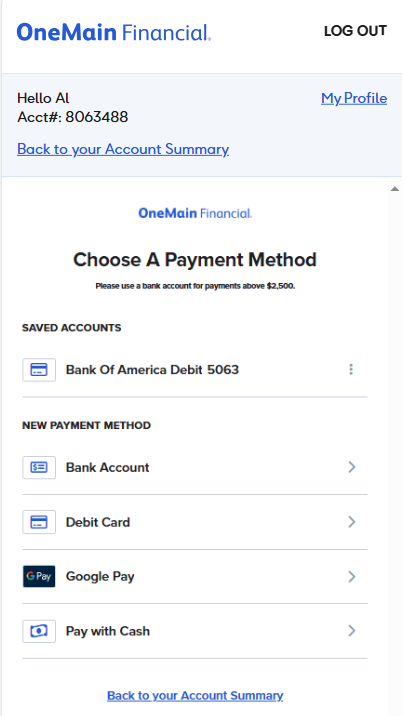 OneMain Financial.
LOG OUT
Hello Al
My Profile
Acct#: 8063488
Back to your Account Summary
OneMain Financial.
Choose A Payment Method
Please use a bank account for payments above $2,500.
SAVED ACCOUNTS
Bank Of America Debit 5063
NEW PAYMENT METHOD
Bank Account
Debit Card
G Pay
Google Pay
Pay with Cash
Back to your Account Summary